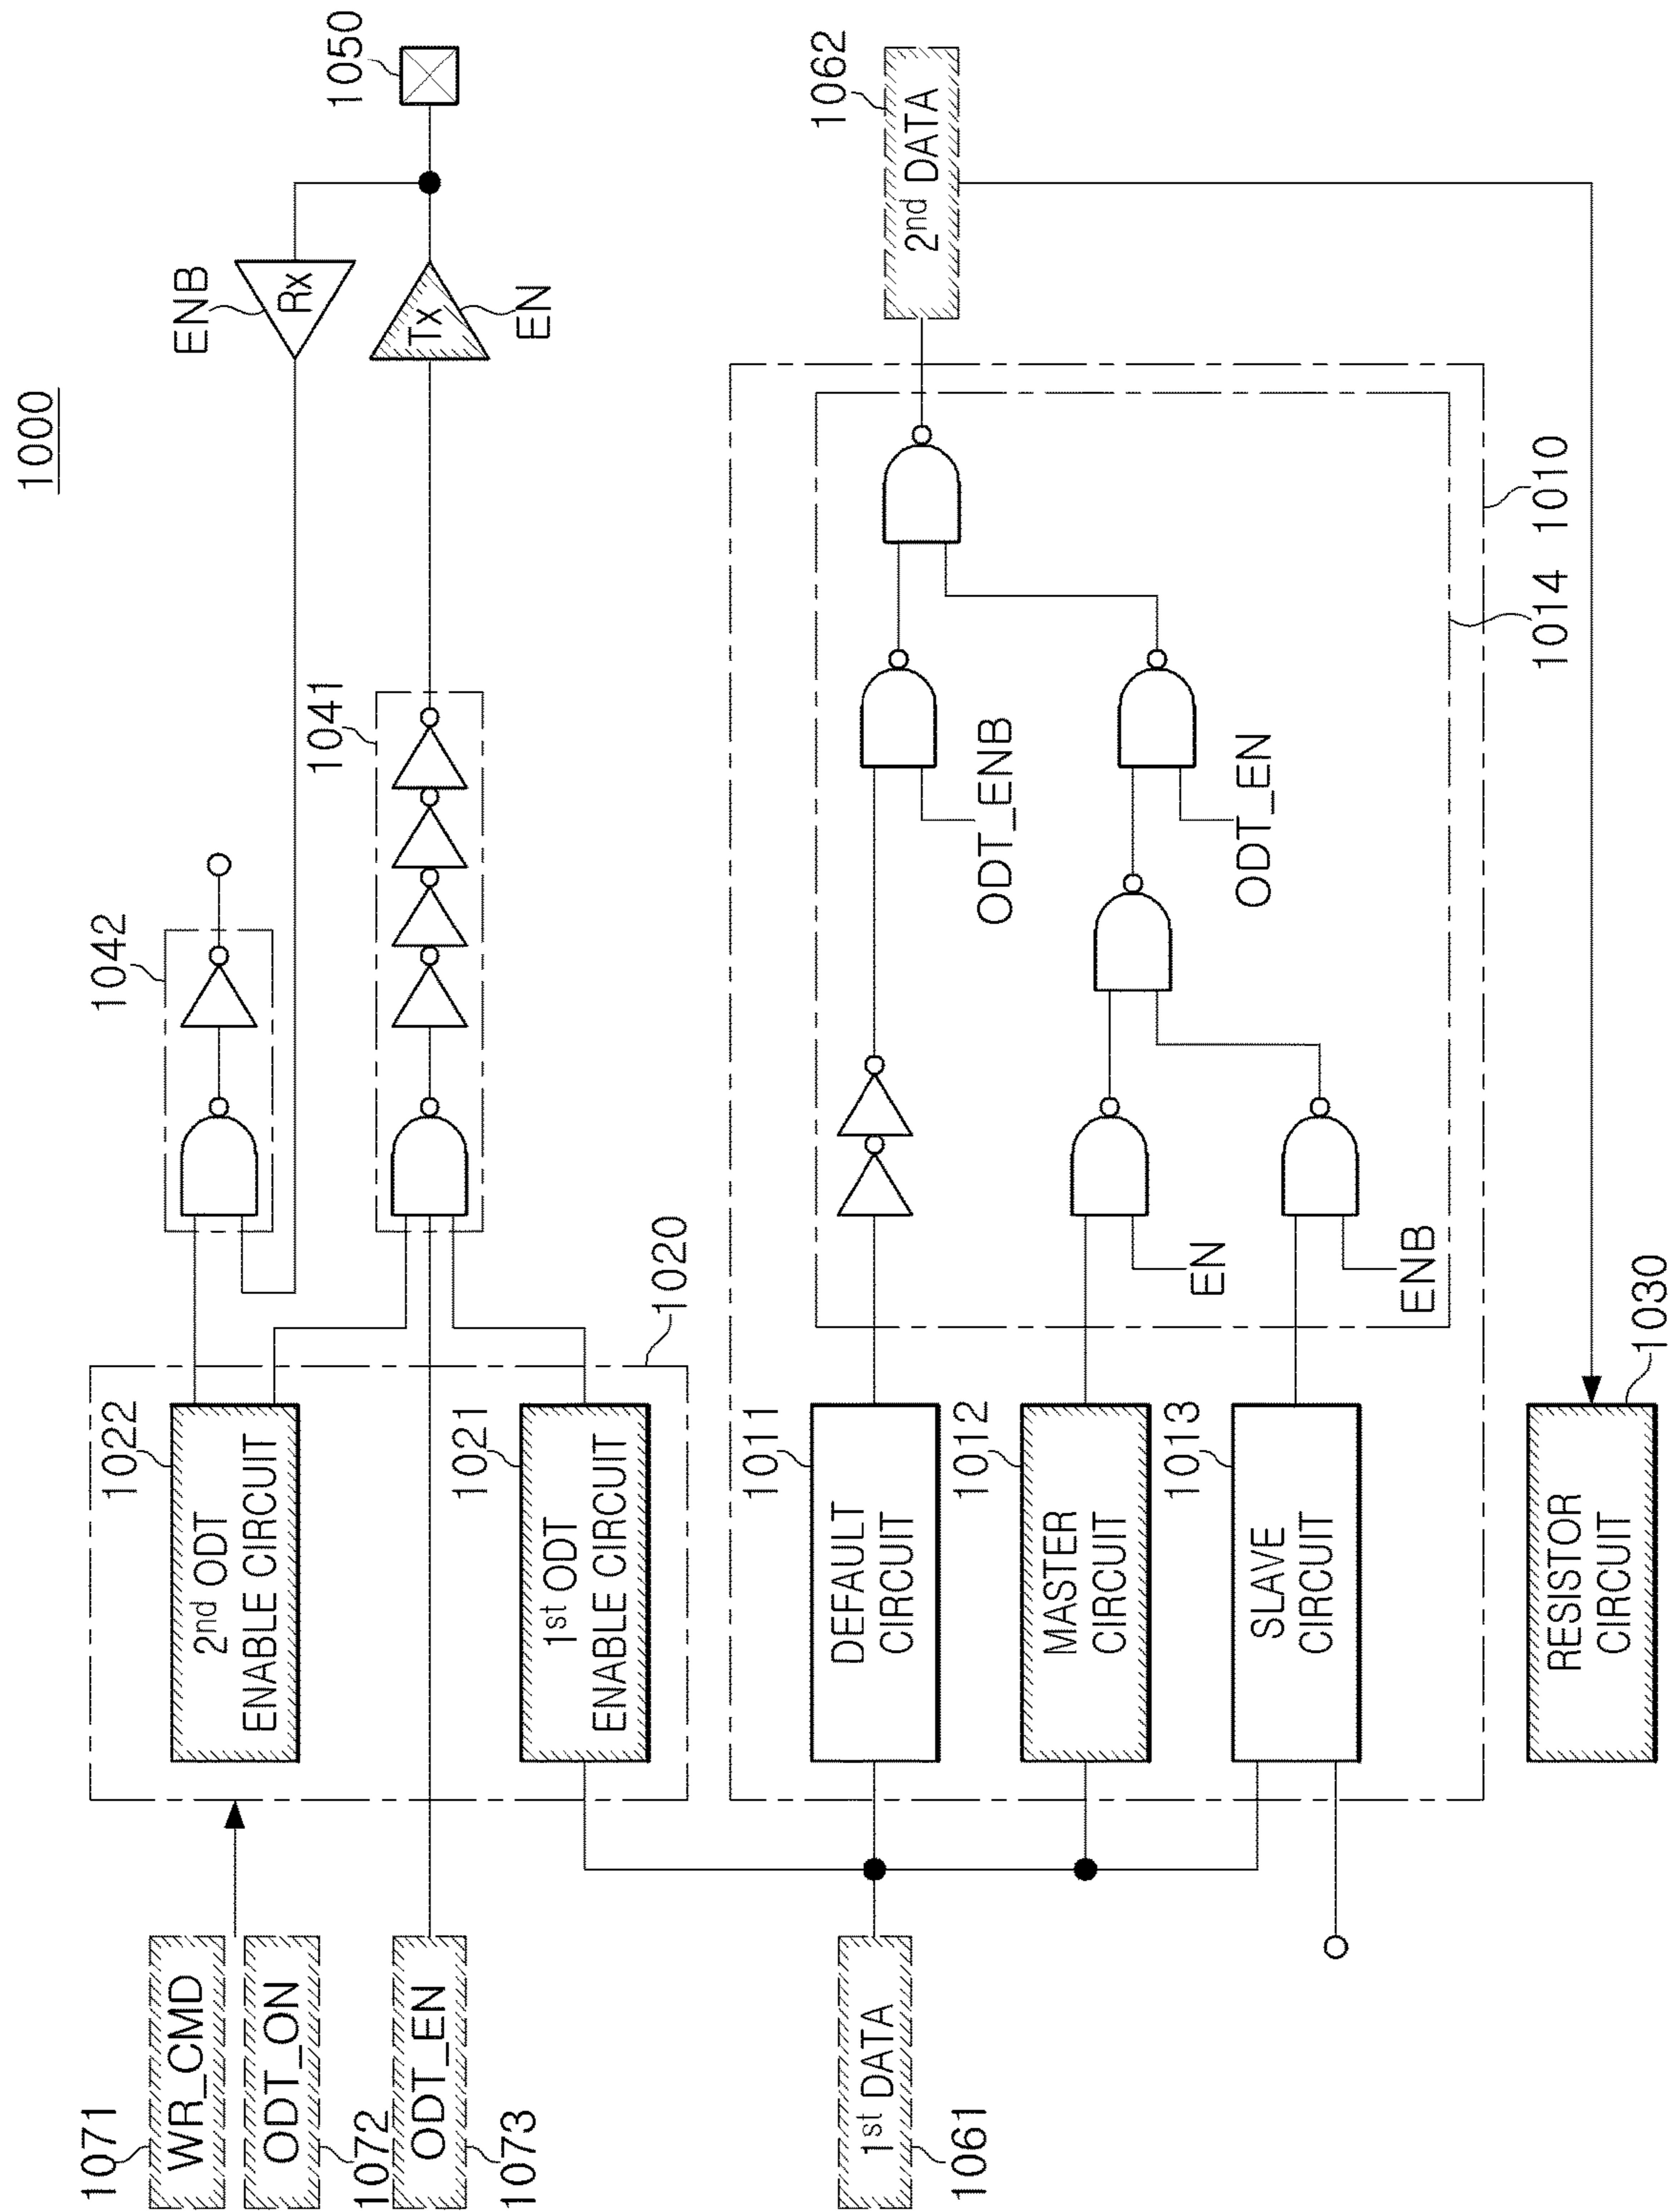 1000
1050
ENB
Rx
Tx
EN
1042
1041
1020
1022
2nd ODT
ENABLE CIRCUIT
1021
1st ODT
ENABLE CIRCUIT
1071
WR_CMD
ODT_ON
1072
ODT_EN
1073
1062
2nd DATA
1010
1014
ODT_ENB
ODT_EN
EN
ENB
1011
DEFAULT
CIRCUIT
1012
MASTER
CIRCUIT
1013
SLAVE
CIRCUIT
1030
RESISTOR
CIRCUIT
1st DATA
1061